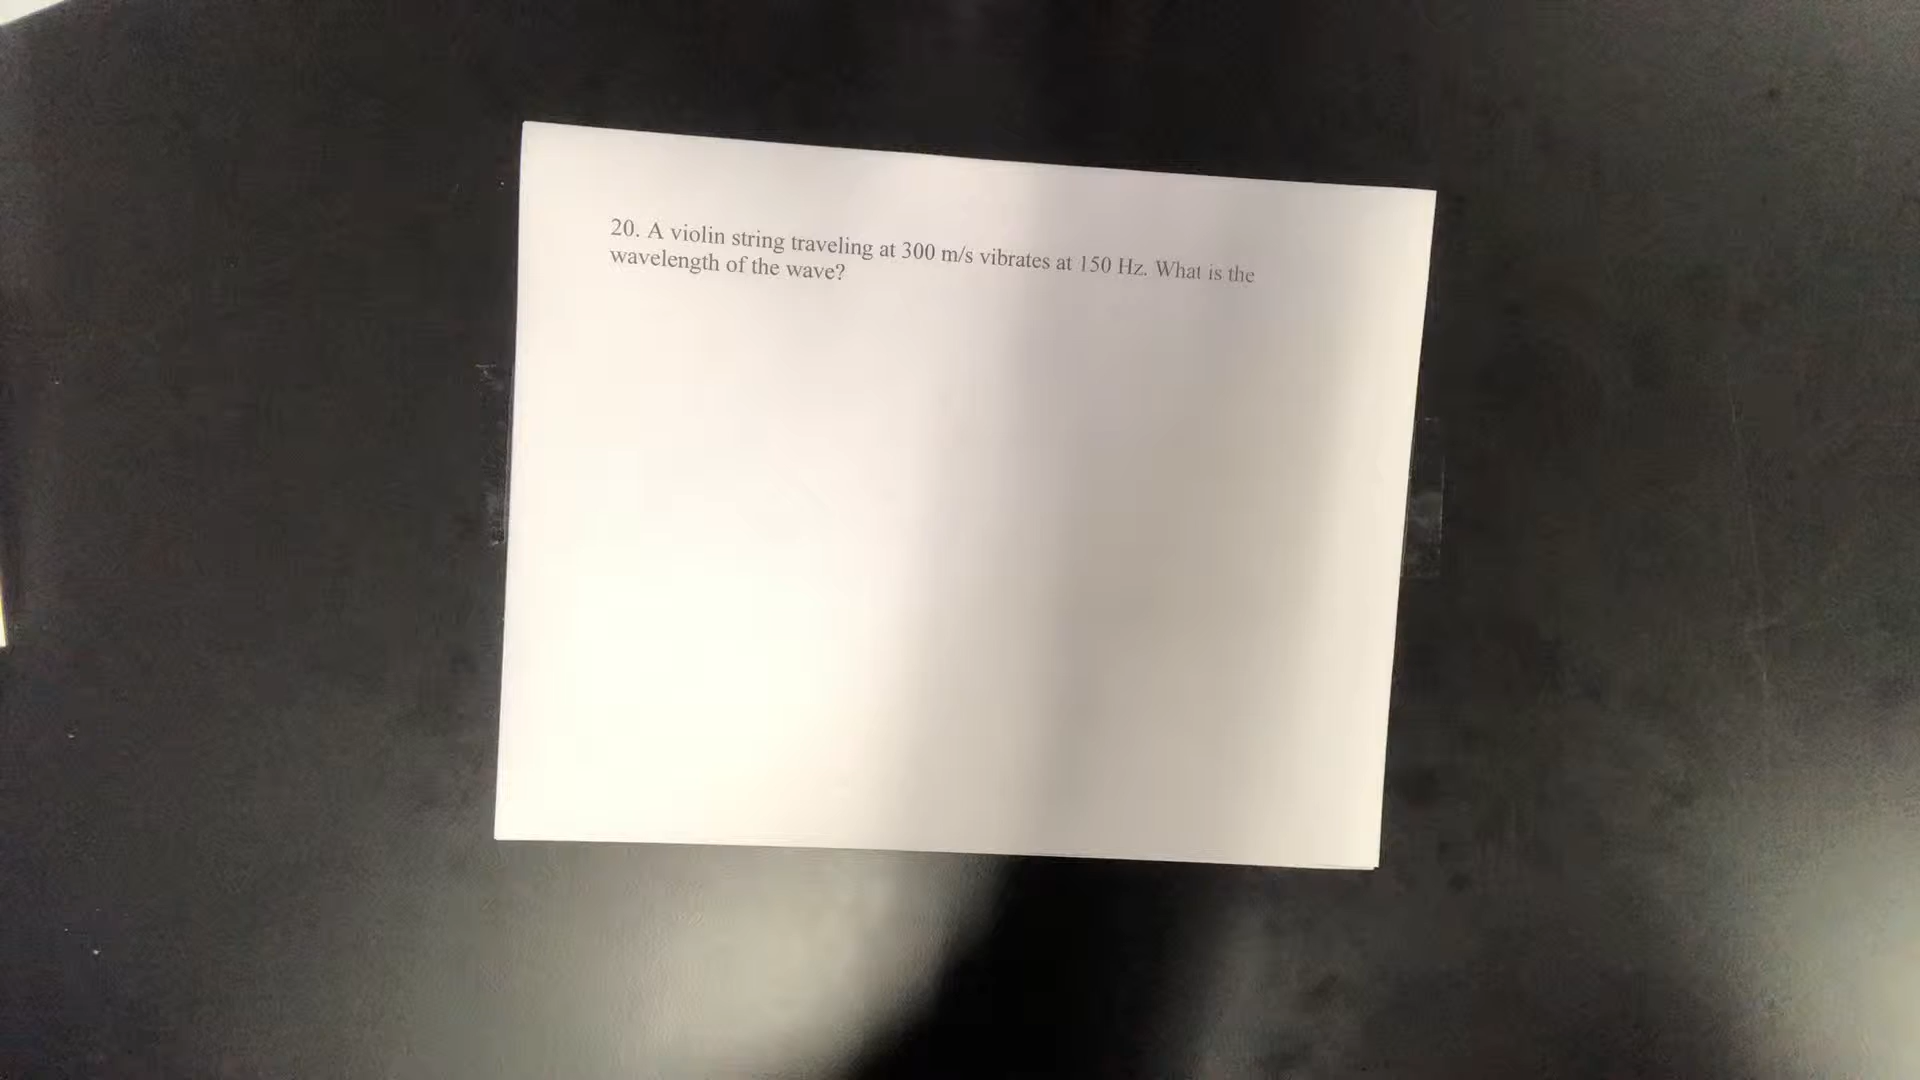 20. A violin string traveling at 300 m/s vibrates at 150 Hz. What is the
wavelength of the wave?